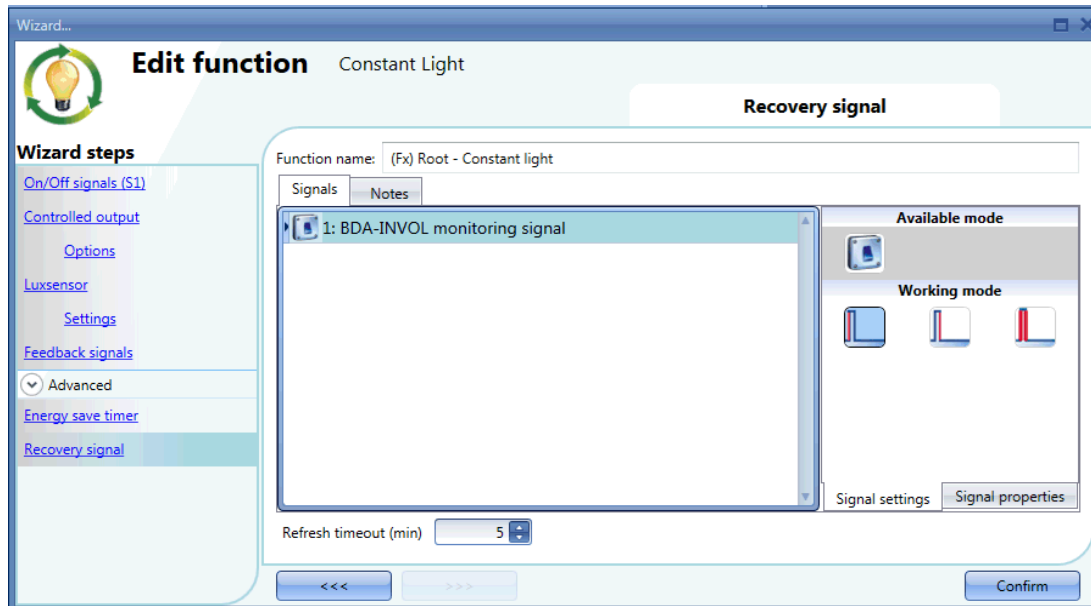 Wizard...
Edit function Constant Light
Recovery signal
Wizard steps
On/Off signals (S1)
Controlled output
Options
Luxsensor
Settings
Feedback signals
Advanced
Energy save timer
Recovery signal
Function name: (Fx) Root - Constant light
Signals Notes
1: BDA-INVOL monitoring signal
Available mode
Working mode
Signal settings Signal properties
Refresh timeout (min) 5
<<< >>> Confirm